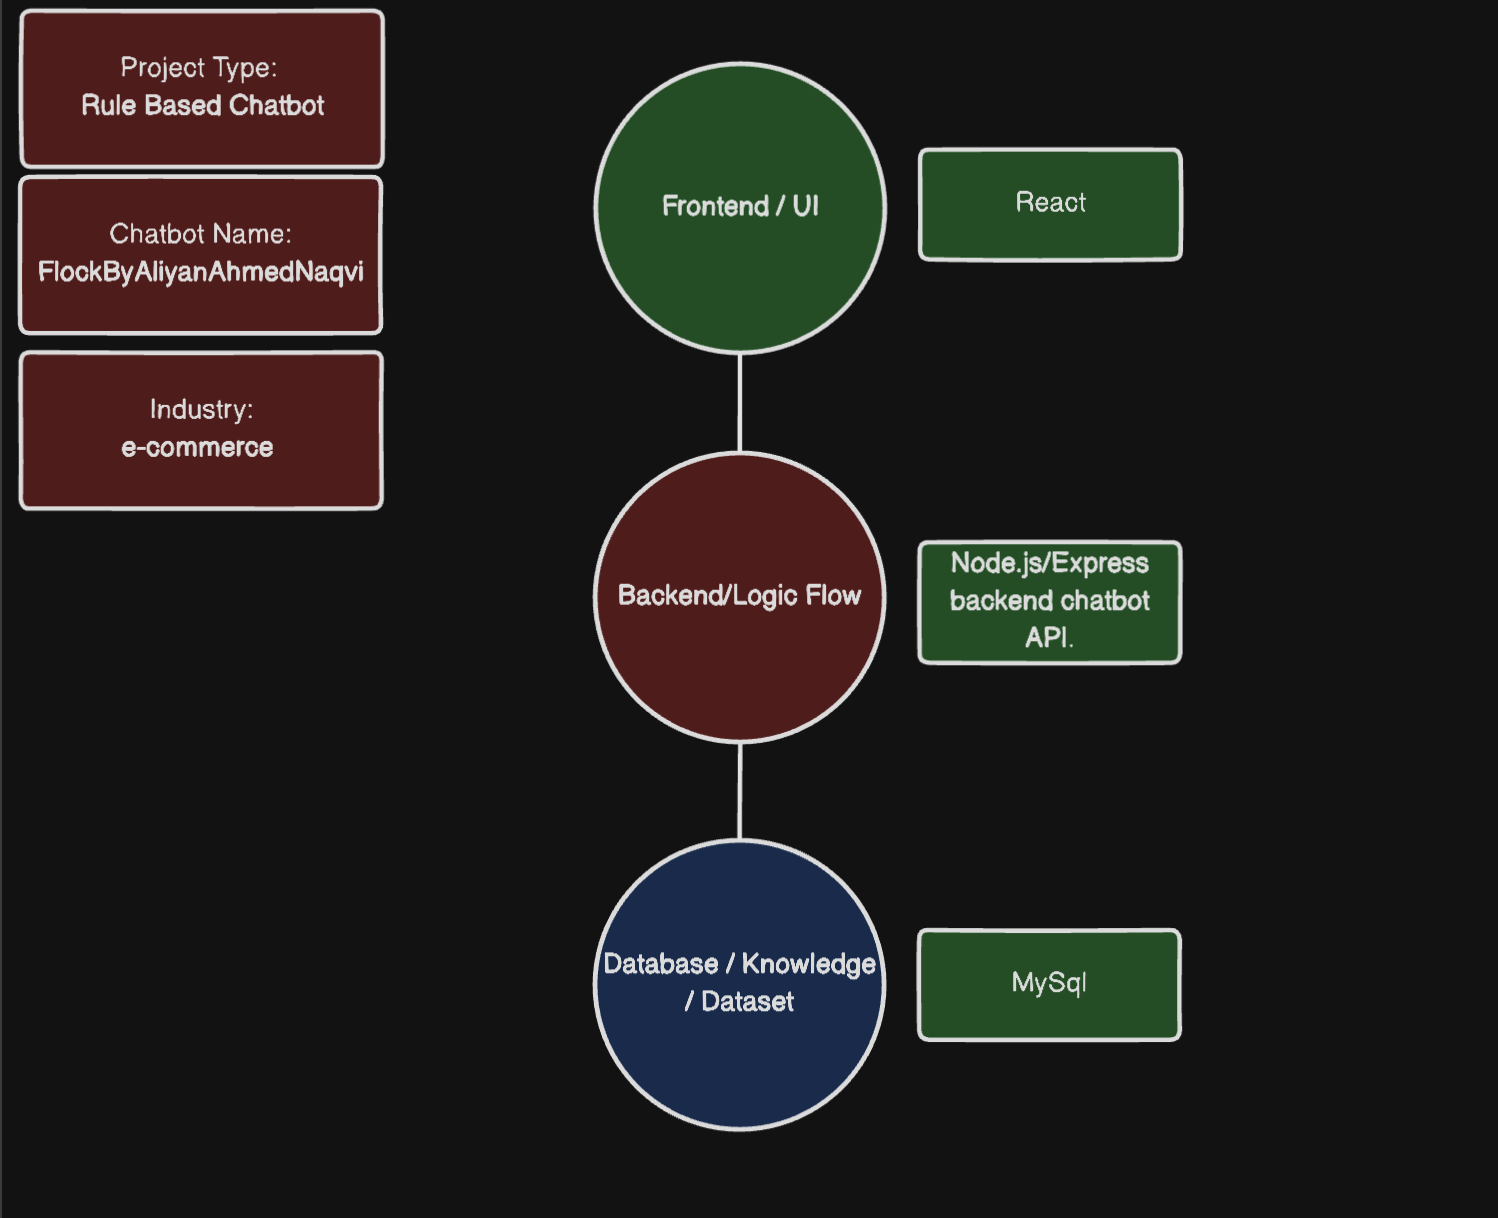 Project Type:
Rule Based Chatbot
Chatbot Name:
FlockByAliyanAhmedNaqvi
Industry:
e-commerce
Frontend / UI
React
Backend/Logic Flow
Node.js/Express
backend chatbot
API.
Database / Knowledge
/ Dataset
MySql